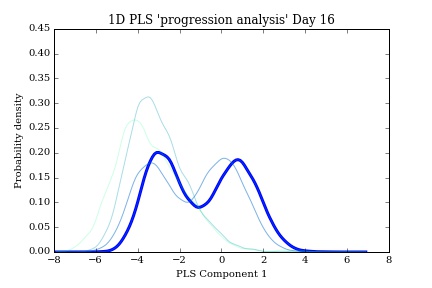 1D PLS 'progression analysis' Day 16
0.45
0.40
0.35
0.30
0.25
0.20
0.15
0.10
0.05
0.00
Probability density
−8 −6 −4 −2 0 2 4 6 8
PLS Component 1